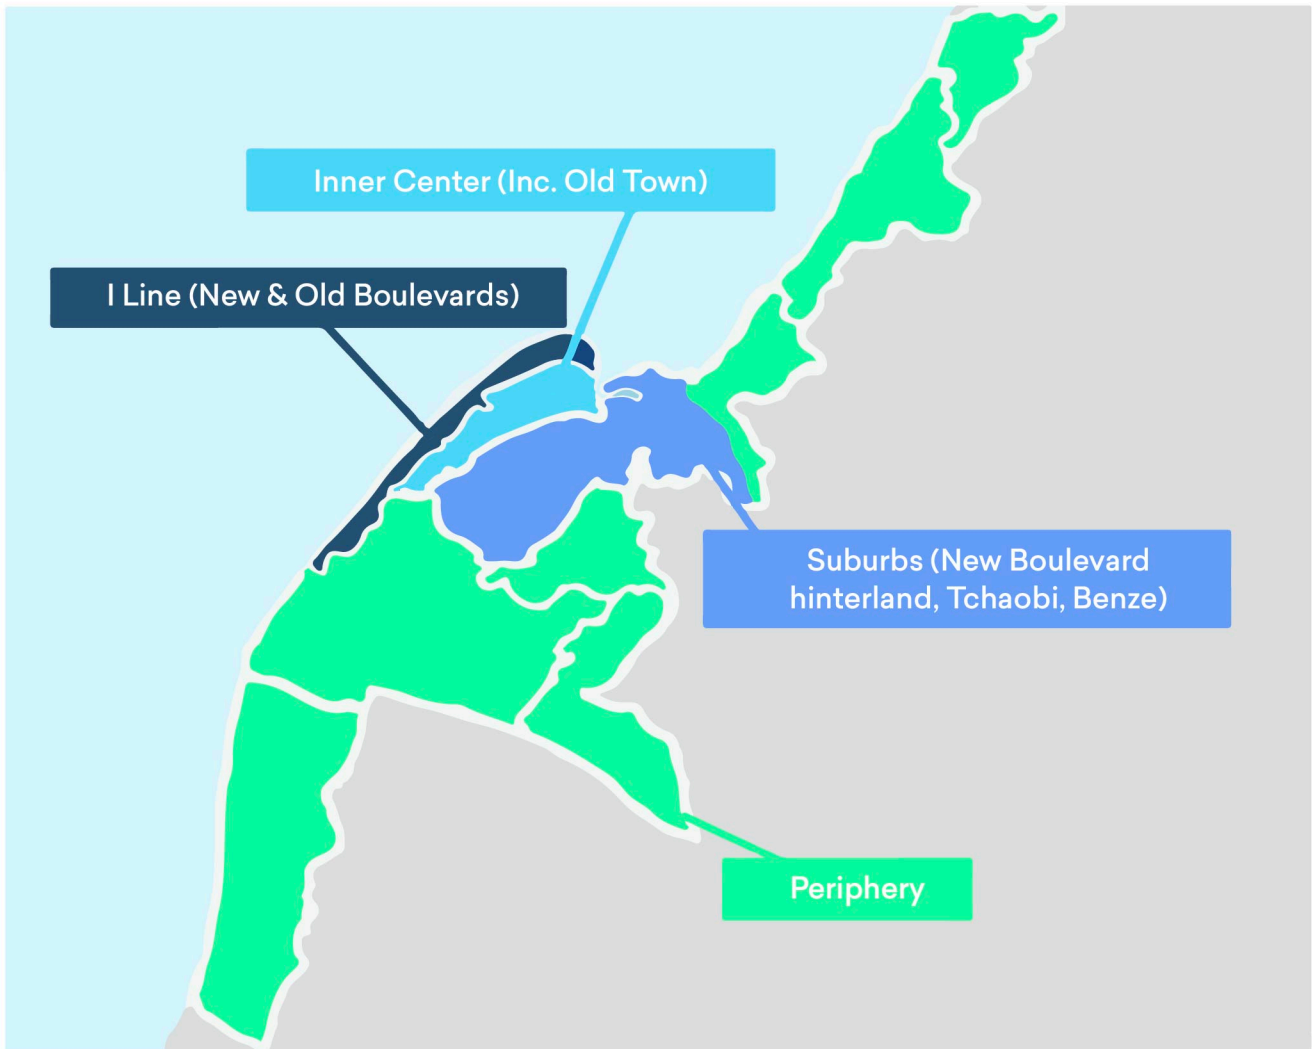 Inner Center (Inc. Old Town)
I Line (New & Old Boulevards)
Suburbs (New Boulevard
hinterland, Tchaobi, Benze)
Periphery